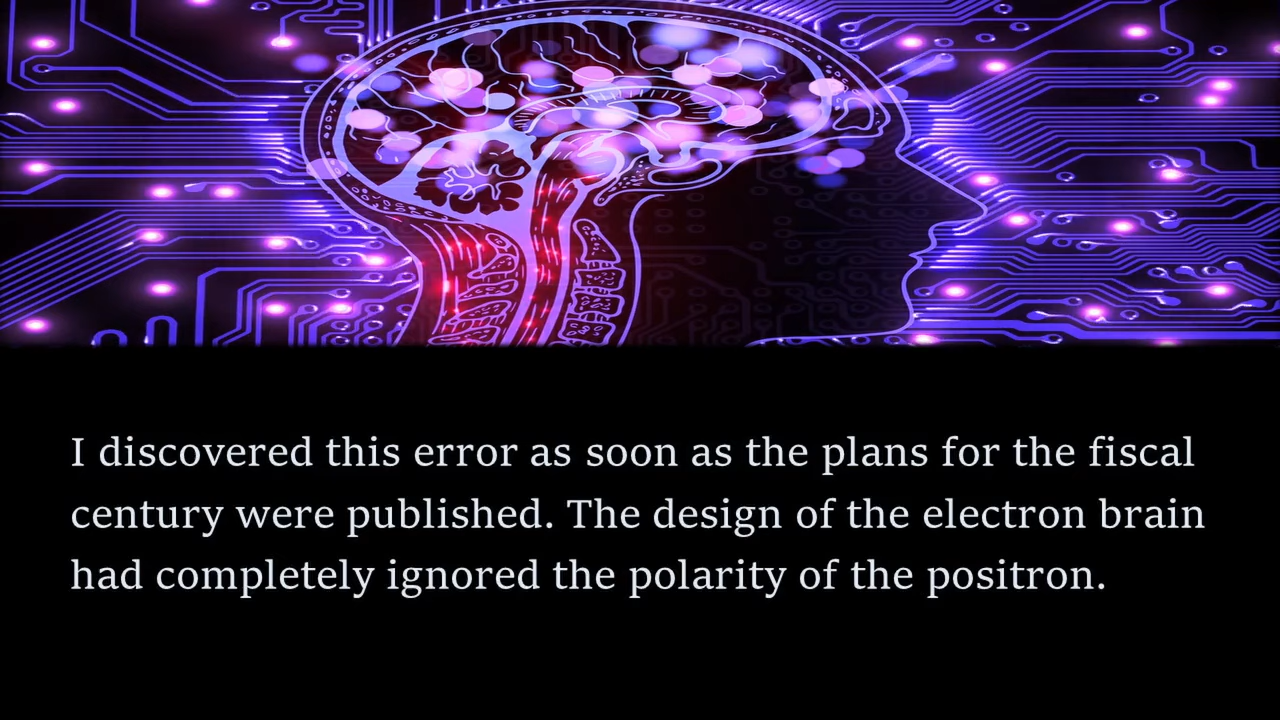 I discovered this error as soon as the plans for the fiscal
century were published. The design of the electron brain
had completely ignored the polarity of the positron.